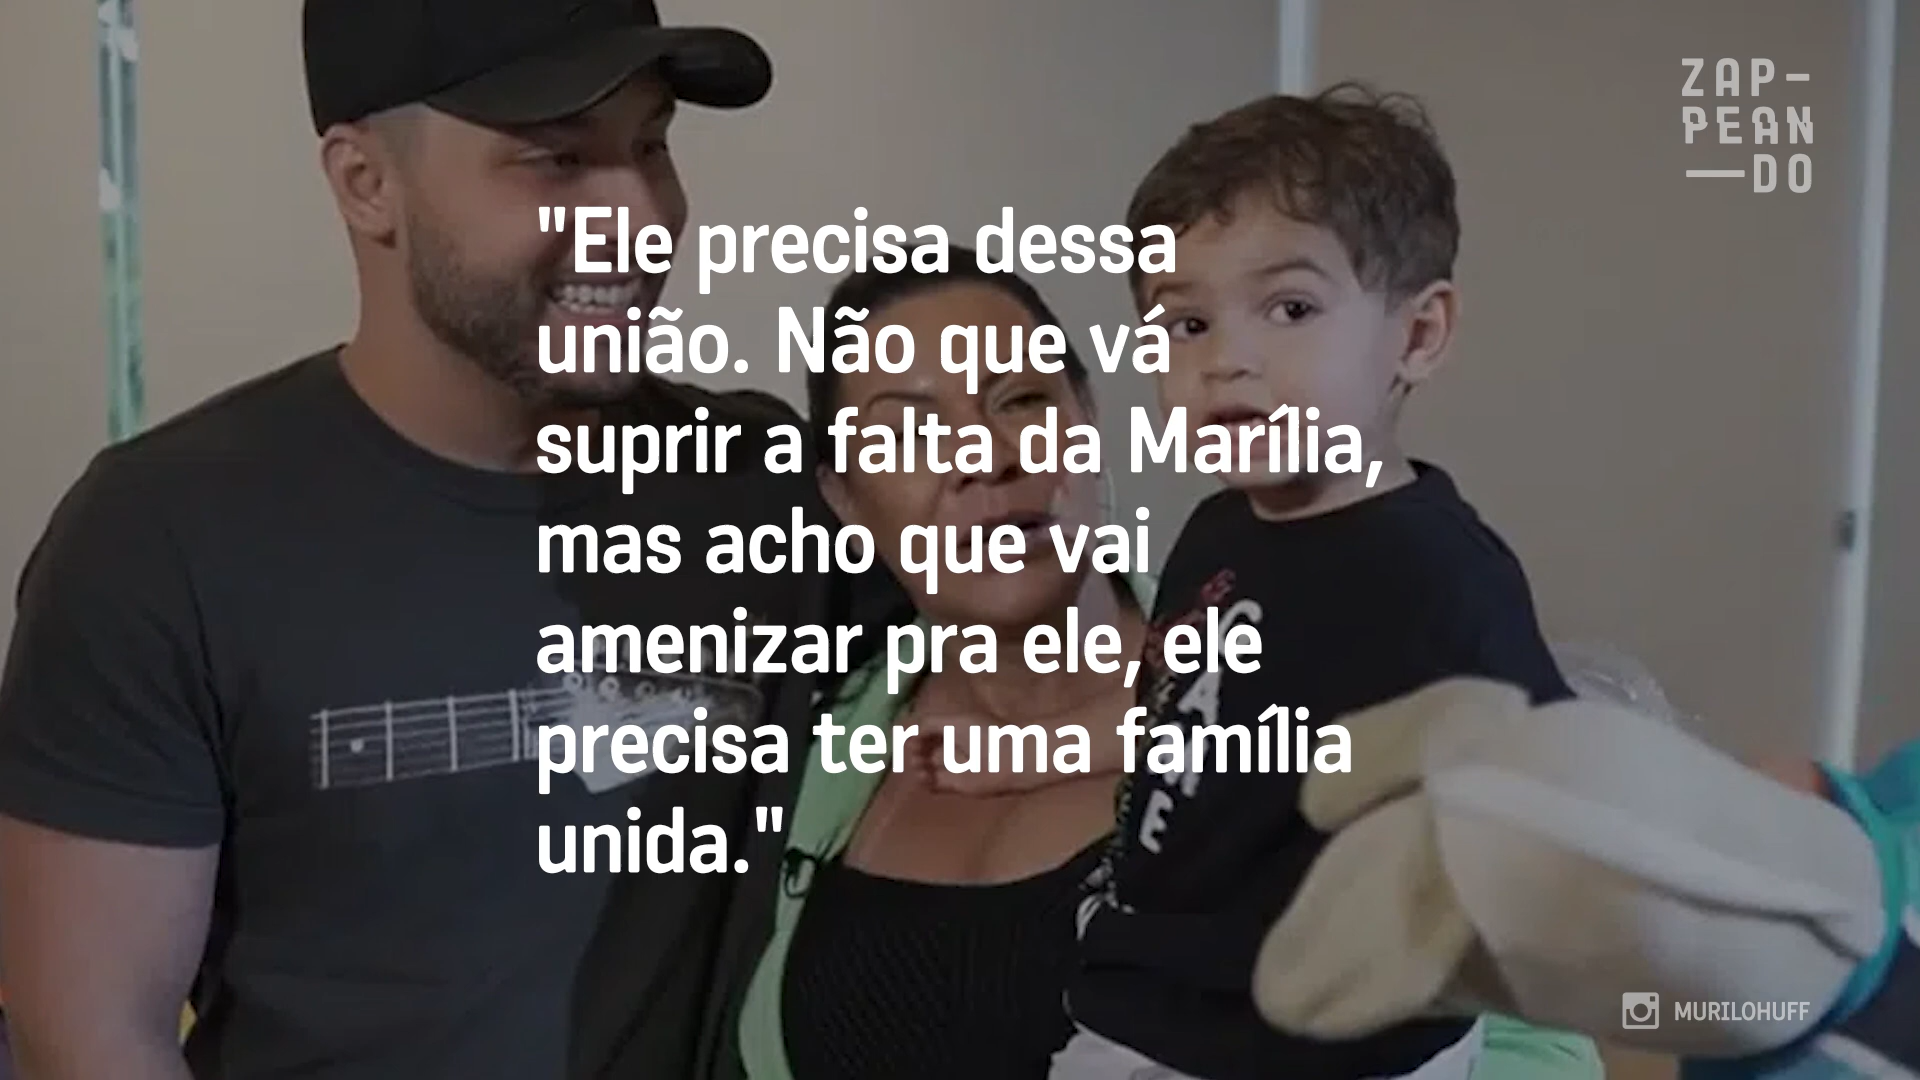 ZAP-
PEAN
—DO
"Ele precisa dessa
união. Não que vá
suprir a falta da Marília,
mas acho que vai
amenizar pra ele, ele
precisa ter uma família
unida."
MURILOHUFF